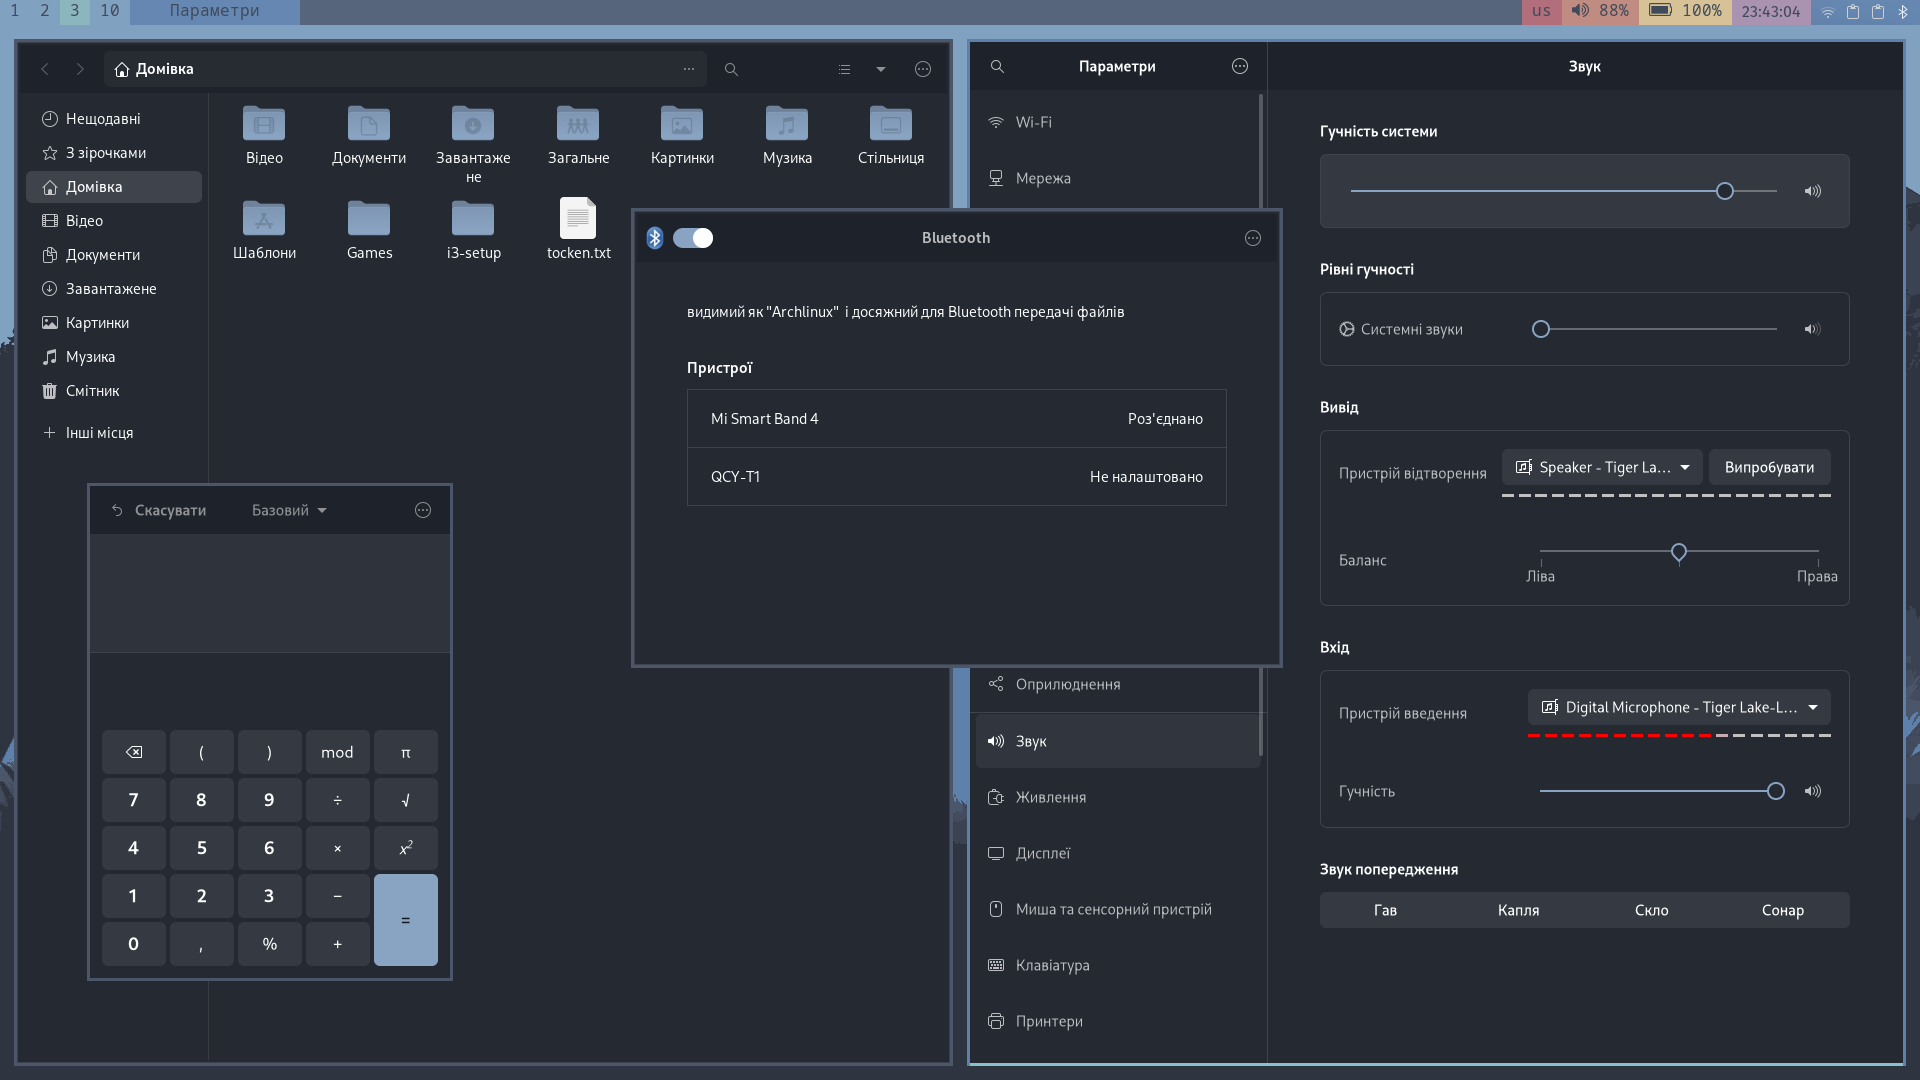 1 2 3 10 Параметри
us 88% 100% 23:43:04
Домівка
Нещодавні
З зірочками
Домівка
Відео
Документи
Завантажене
Картинки
Музика
Смітник
Інші місця
Відео
Документи
Завантаже
не
Загальне
Картинки
Музика
Стільниця
Шаблони
Games
i3-setup
tocken.txt
Скасувати
Базовий
( ) mod π
7 8 9 ÷ √
4 5 6 × x²
1 2 3 − =
0 , % +
Bluetooth
видимий як "Archlinux" і досяжний для Bluetooth передачі файлів
Пристрої
Mi Smart Band 4 Роз'єднано
QCY-T1 Не налаштовано
Параметри
Wi-Fi
Мережа
Оприлюднення
Звук
Живлення
Дисплеї
Миша та сенсорний пристрій
Клавіатура
Принтери
Звук
Гучність системи
Рівні гучності
Системні звуки
Вивід
Пристрій відтворення Speaker - Tiger La... Випробувати
Баланс
Ліва Права
Вхід
Пристрій введення Digital Microphone - Tiger Lake-L...
Гучність
Звук попередження
Гав Капля Скло Сонар